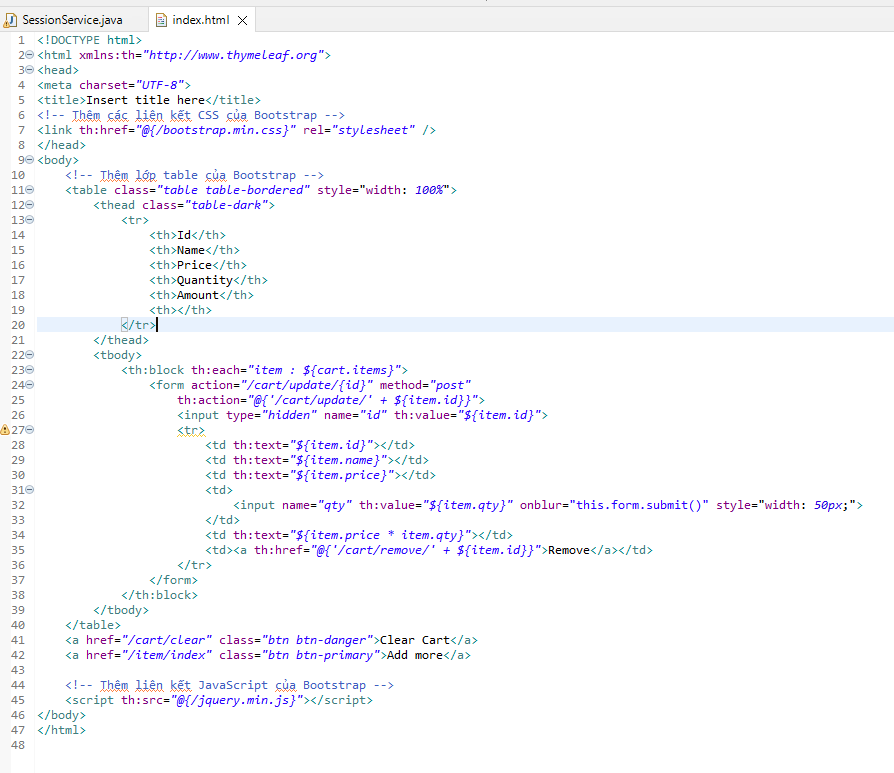 SessionService.java index.html
1 <!DOCTYPE html>
2 <html xmlns:th="http://www.thymeleaf.org">
3 <head>
4 <meta charset="UTF-8">
5 <title>Insert title here</title>
6 <!-- Thêm các liên kết CSS của Bootstrap -->
7 <link th:href="@{/bootstrap.min.css}" rel="stylesheet" />
8 </head>
9 <body>
10 <!-- Thêm lớp table của Bootstrap -->
11 <table class="table table-bordered" style="width: 100%">
12 <thead class="table-dark">
13 <tr>
14 <th>Id</th>
15 <th>Name</th>
16 <th>Price</th>
17 <th>Quantity</th>
18 <th>Amount</th>
19 <th></th>
20 </tr>
21 </thead>
22 <tbody>
23 <th:block th:each="item : ${cart.items}">
24 <form action="/cart/update/{id}" method="post"
25 th:action="@{'/cart/update/' + ${item.id}}">
26 <input type="hidden" name="id" th:value="${item.id}">
27 <tr>
28 <td th:text="${item.id}"></td>
29 <td th:text="${item.name}"></td>
30 <td th:text="${item.price}"></td>
31 <td>
32 <input name="qty" th:value="${item.qty}" onblur="this.form.submit()" style="width: 50px;">
33 </td>
34 <td th:text="${item.price * item.qty}"></td>
35 <td><a th:href="@{'/cart/remove/' + ${item.id}}">Remove</a></td>
36 </tr>
37 </form>
38 </th:block>
39 </tbody>
40 </table>
41 <a href="/cart/clear" class="btn btn-danger">Clear Cart</a>
42 <a href="/item/index" class="btn btn-primary">Add more</a>
43
44 <!-- Thêm liên kết JavaScript của Bootstrap -->
45 <script th:src="@{/jquery.min.js}"></script>
46 </body>
47 </html>
48